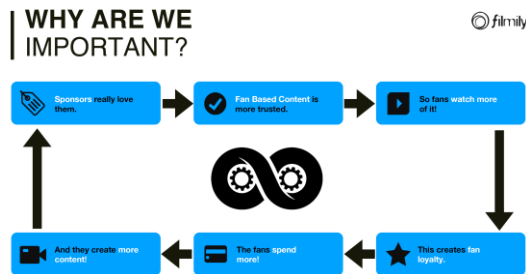 WHY ARE WE
IMPORTANT?
filmily
Sponsors really love
them.
Fan Based Content is
more trusted.
So fans watch more
of it!
And they create more
content!
The fans spend
more!
This creates fan
loyalty.